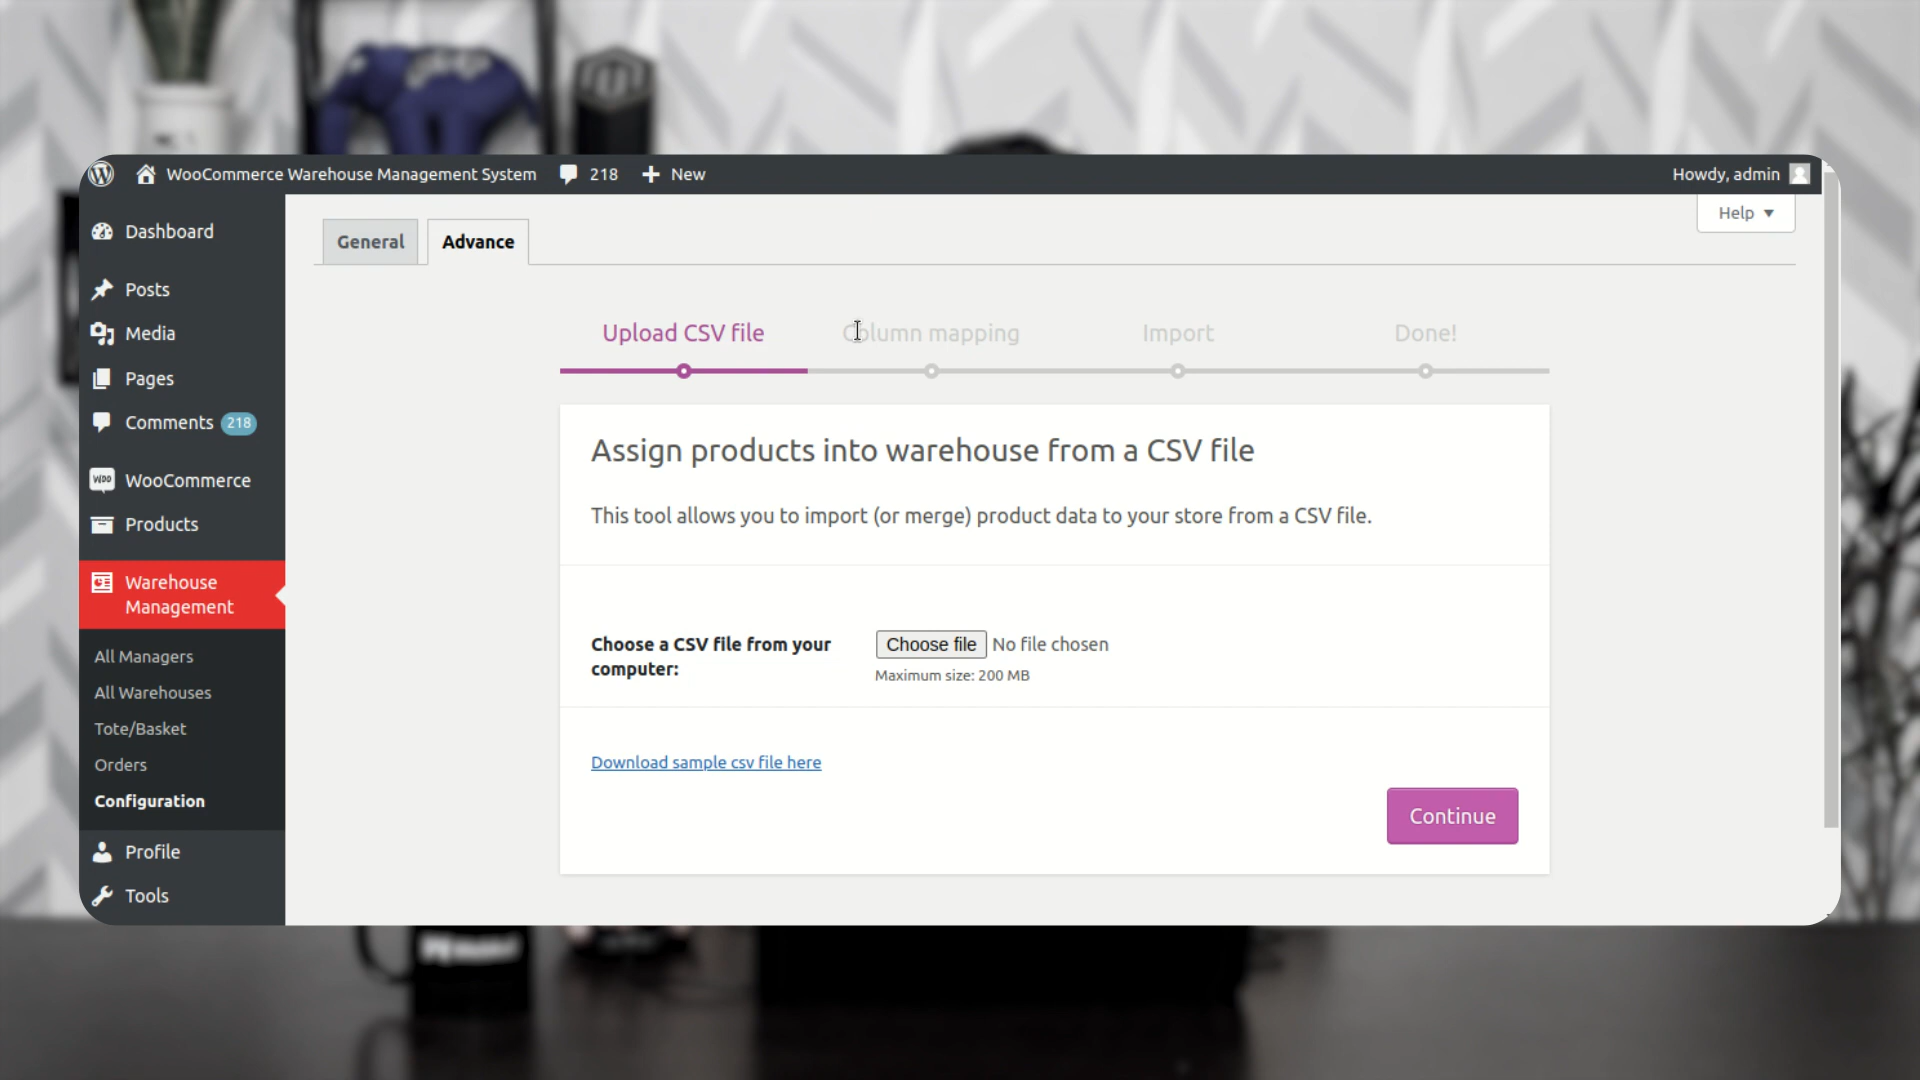 WooCommerce Warehouse Management System 218 New Howdy, admin
Help
Dashboard
Posts
Media
Pages
Comments 218
WooCommerce
Products
Warehouse
Management
All Managers
All Warehouses
Tote/Basket
Orders
Configuration
Profile
Tools
General Advance
Upload CSV file Column mapping Import Done!
Assign products into warehouse from a CSV file
This tool allows you to import (or merge) product data to your store from a CSV file.
Choose a CSV file from your
computer:
Choose file No file chosen
Maximum size: 200 MB
Download sample csv file here
Continue